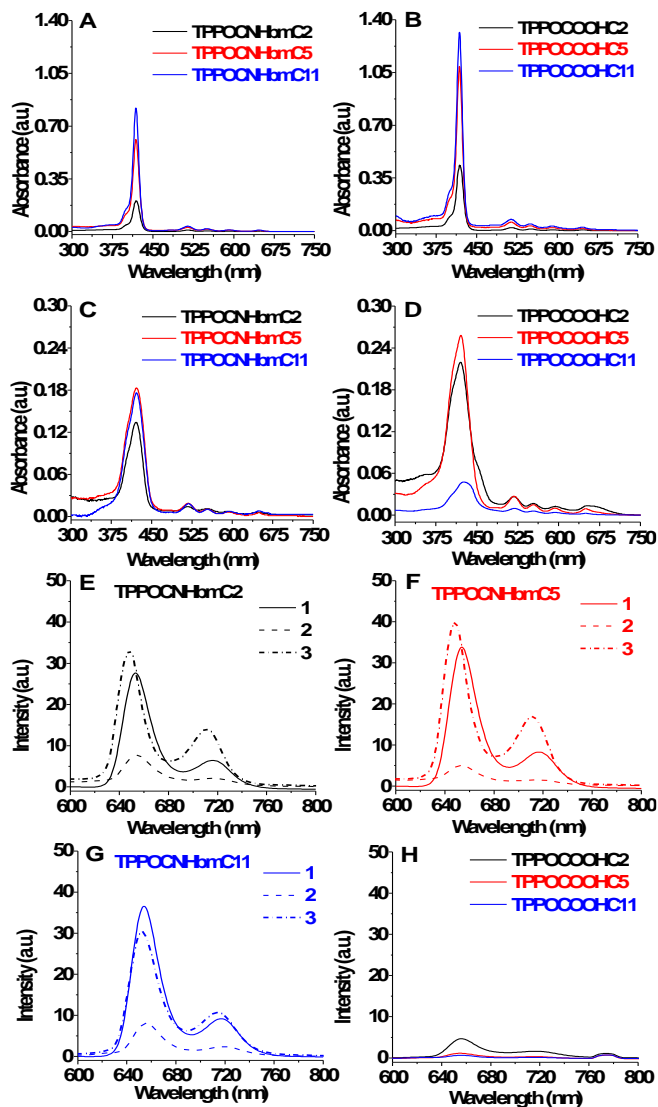 A
TPPOCNHbmC2
TPPOCNHbmC5
TPPOCNHbmC11
1.40
1.05
0.70
0.35
0.00
Absorbance (a.u.)
300 375 450 525 600 675 750
Wavelength (nm)
B
TPPOCOOHC2
TPPOCOOHC5
TPPOCOOHC11
1.40
1.05
0.70
0.35
0.00
Absorbance (a.u.)
300 375 450 525 600 675 750
Wavelength (nm)
C
TPPOCNHbmC2
TPPOCNHbmC5
TPPOCNHbmC11
0.30
0.24
0.18
0.12
0.06
0.00
Absorbance (a.u.)
300 375 450 525 600 675 750
Wavelength (nm)
D
TPPOCOOHC2
TPPOCOOHC5
TPPOCOOHC11
0.30
0.24
0.18
0.12
0.06
0.00
Absorbance (a.u.)
300 375 450 525 600 675 750
Wavelength (nm)
E
TPPOCNHbmC2
1
2
3
50
40
30
20
10
0
Intensity (a.u.)
600 640 680 720 760 800
Wavelength (nm)
F
TPPOCNHbmC5
1
2
3
50
40
30
20
10
0
Intensity (a.u.)
600 640 680 720 760 800
Wavelength (nm)
G
TPPOCNHbmC11
1
2
3
50
40
30
20
10
0
Intensity (a.u.)
600 640 680 720 760 800
Wavelength (nm)
H
TPPOCOOHC2
TPPOCOOHC5
TPPOCOOHC11
50
40
30
20
10
0
Intensity (a.u.)
600 640 680 720 760 800
Wavelength (nm)